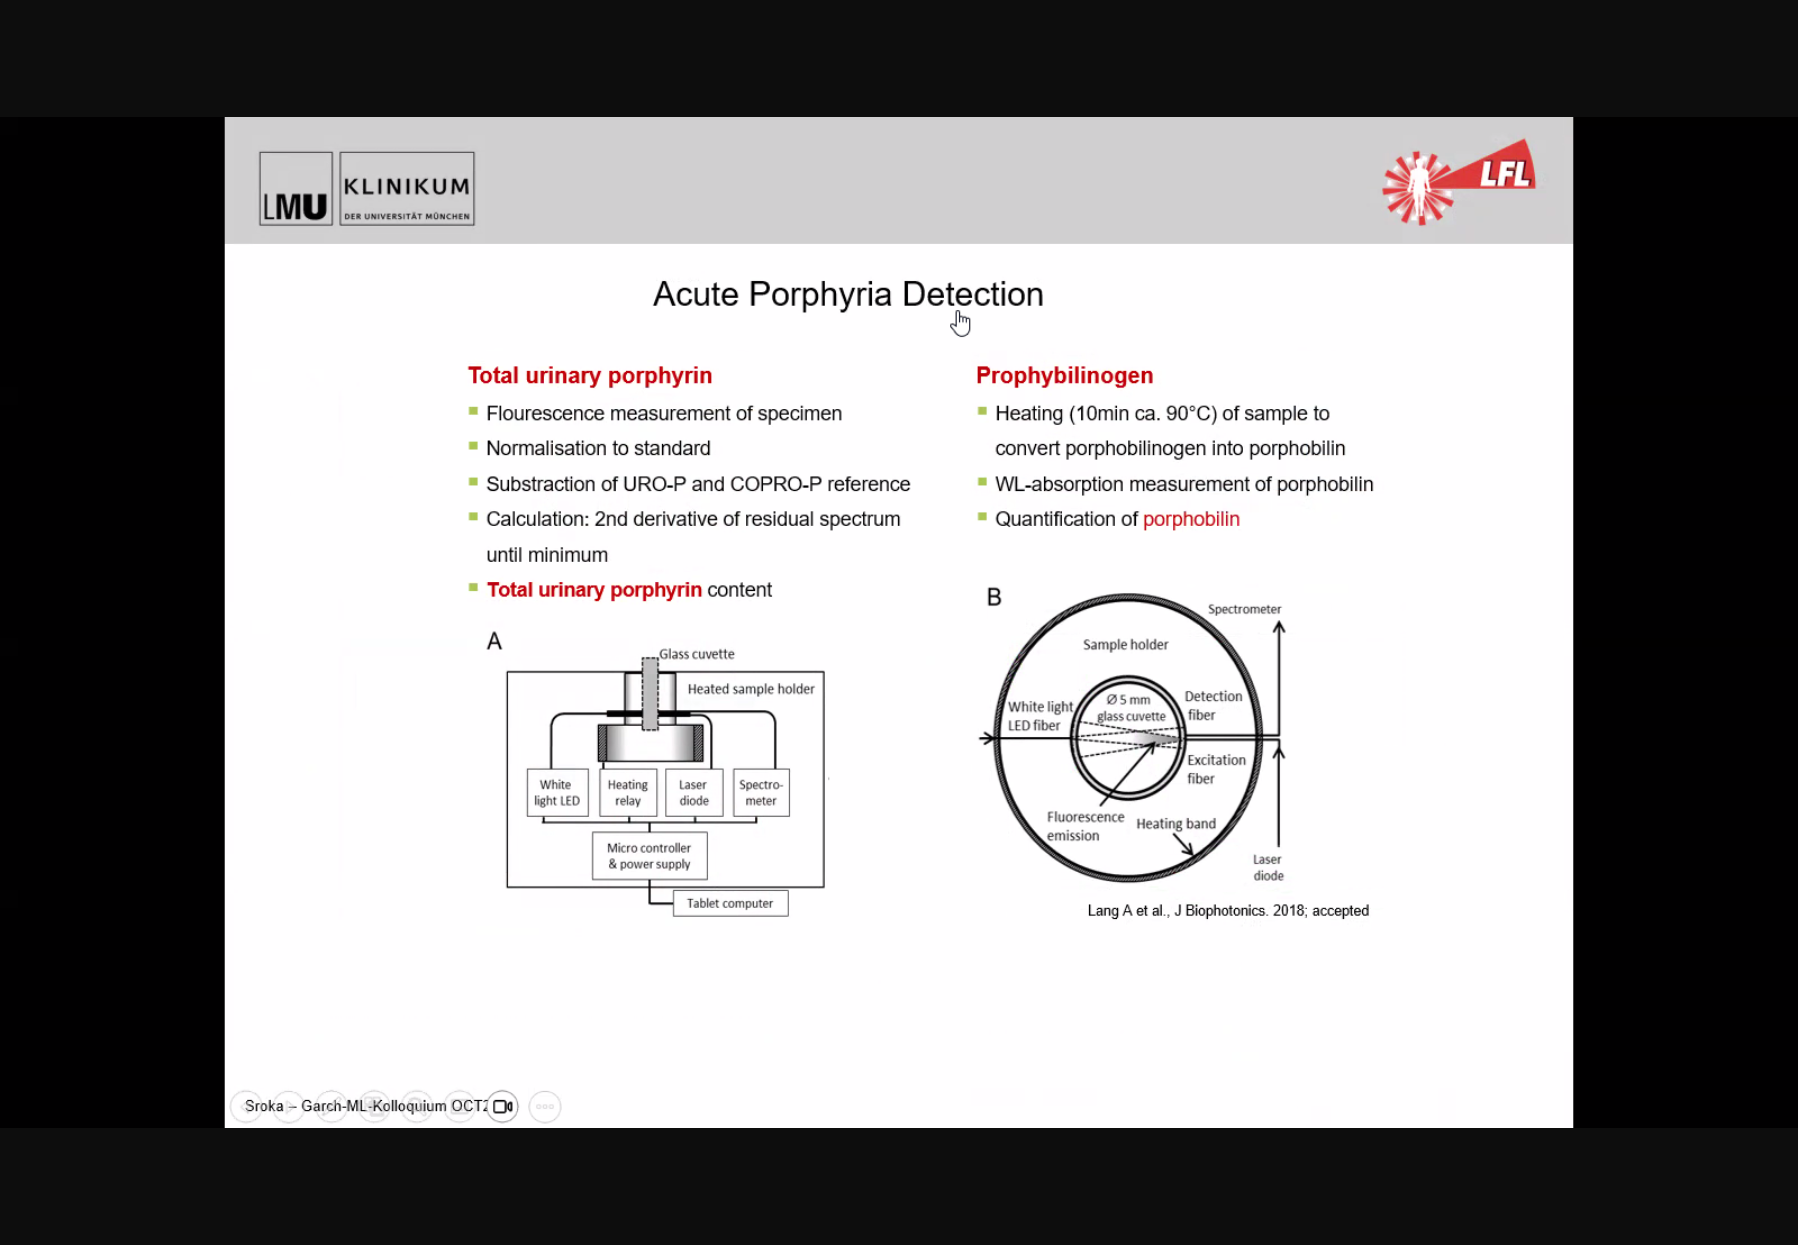 LMU
KLINIKUM
DER UNIVERSITÄT MÜNCHEN
LFL
Acute Porphyria Detection
Total urinary porphyrin
Flourescence measurement of specimen
Normalisation to standard
Substraction of URO-P and COPRO-P reference
Calculation: 2nd derivative of residual spectrum
until minimum
Total urinary porphyrin content
Prophybilinogen
Heating (10min ca. 90°C) of sample to
convert porphobilinogen into porphobilin
WL-absorption measurement of porphobilin
Quantification of porphobilin
A
Glass cuvette
Heated sample holder
White
light LED
Heating
relay
Laser
diode
Spectro-
meter
Micro controller
& power supply
Tablet computer
B
Spectrometer
Sample holder
Ø 5 mm
glass cuvette
White light
LED fiber
Detection
fiber
Excitation
fiber
Fluorescence
emission
Heating band
Laser
diode
Lang A et al., J Biophotonics. 2018; accepted
Sroka – Garch-ML-Kolloquium